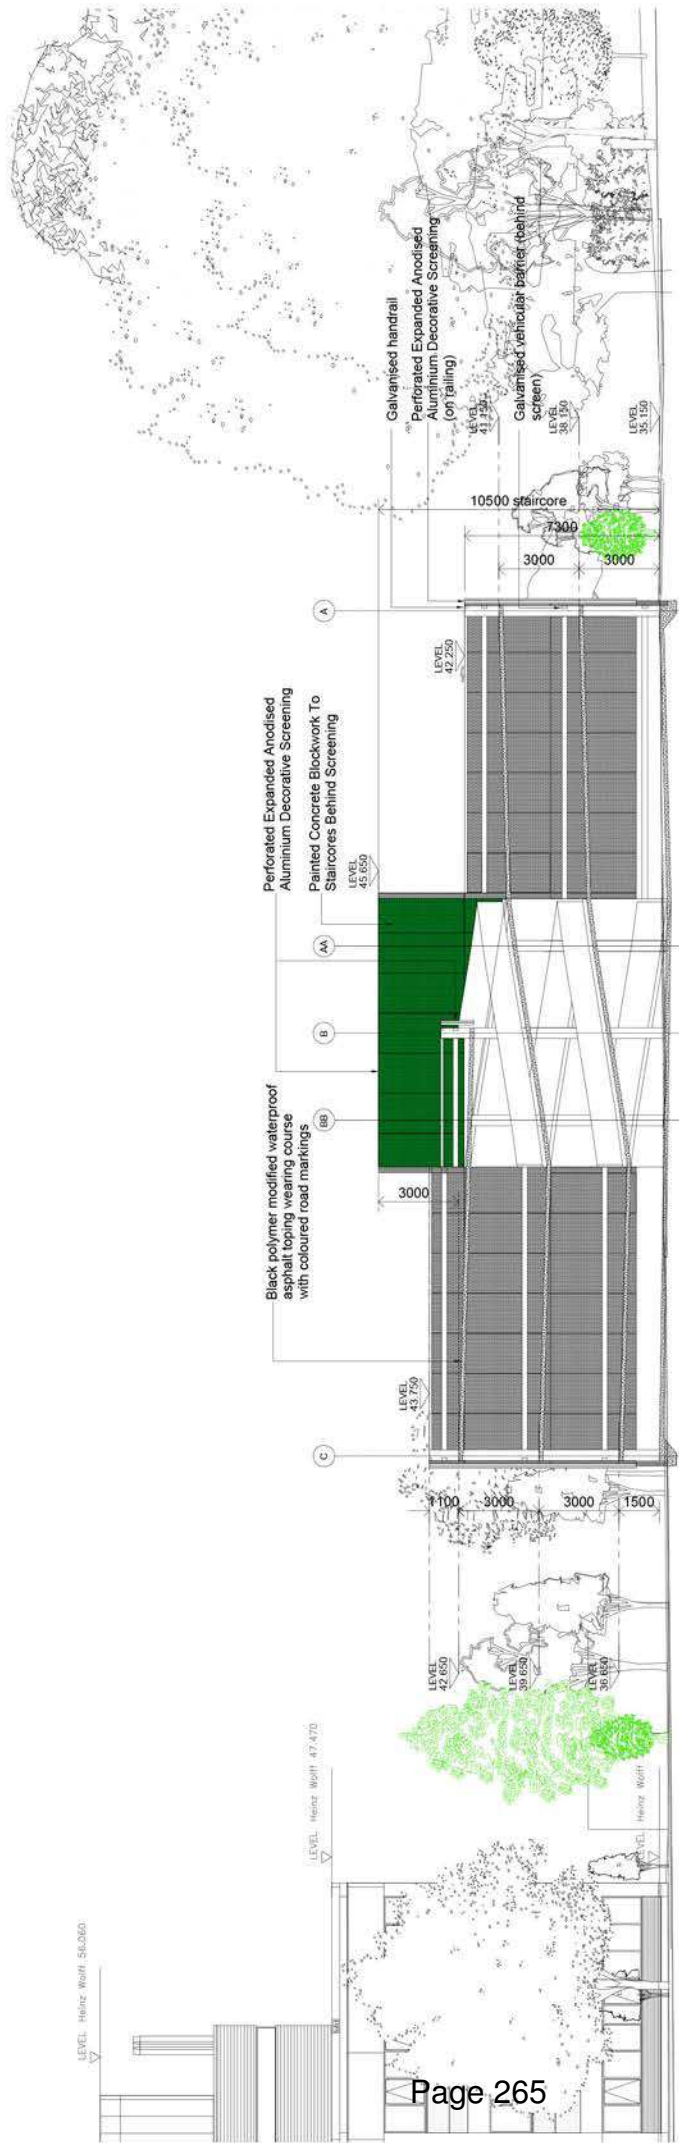 LEVEL Heinz Wolff 56.060
LEVEL Heinz Wolff 47.470
LEVEL Heinz Wolff
LEVEL
42.650
LEVEL
39.650
LEVEL
36.650
1100
3000
3000
1500
C
LEVEL
43.750
Black polymer modified waterproof
asphalt toping wearing course
with coloured road markings
3000
BB
B
AA
Perforated Expanded Anodised
Aluminium Decorative Screening
Painted Concrete Blockwork To
Staircores Behind Screening
LEVEL
45.650
LEVEL
42.250
A
10500 staircore
7300
3000
3000
Galvanised handrail
Perforated Expanded Anodised
Aluminium Decorative Screening
(on railing)
Galvanised vehicular barrier (behind
screen)
LEVEL
41.150
LEVEL
38.150
LEVEL
35.150
Page 265